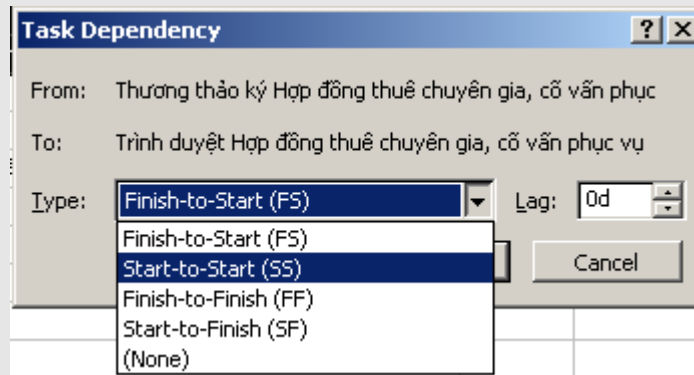 Task Dependency
From: Thương thảo ký Hợp đồng thuê chuyên gia, cố vấn phục
To: Trình duyệt Hợp đồng thuê chuyên gia, cố vấn phục vụ
Type: Finish-to-Start (FS) Lag: 0d
Finish-to-Start (FS)
Start-to-Start (SS)
Cancel
Finish-to-Finish (FF)
Start-to-Finish (SF)
(None)